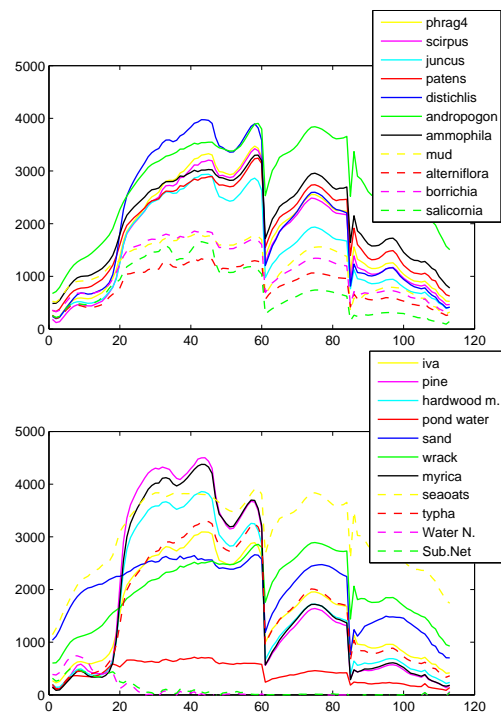 5000
4000
3000
2000
1000
0
0
20
40
60
80
100
120
phrag4
scirpus
juncus
patens
distichlis
andropogon
ammophila
mud
alterniflora
borrichia
salicornia
5000
4000
3000
2000
1000
0
0
20
40
60
80
100
120
iva
pine
hardwood m.
pond water
sand
wrack
myrica
seaoats
typha
Water N.
Sub.Net